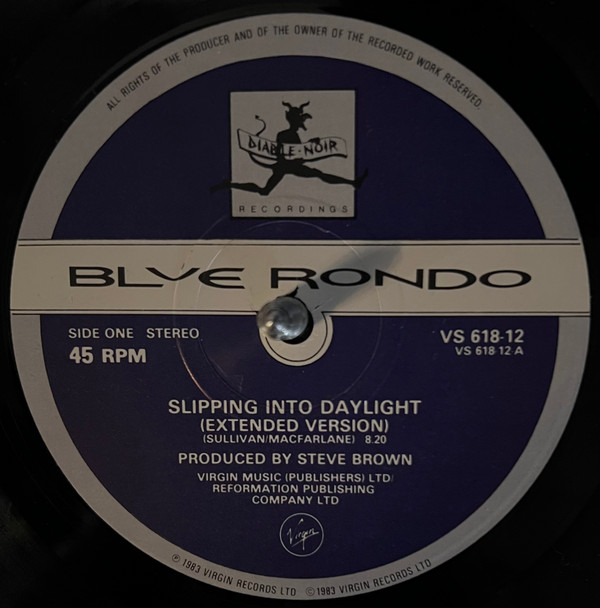 ALL RIGHTS OF THE PRODUCER AND OF THE OWNER OF THE RECORDED WORK RESERVED.
DIABLE-NOIR
RECORDINGS
BLUE RONDO
SIDE ONE STEREO
45 RPM
VS 618-12
VS 618-12-A
SLIPPING INTO DAYLIGHT
(EXTENDED VERSION)
(SULLIVAN/MACFARLANE) 8.20
PRODUCED BY STEVE BROWN
VIRGIN MUSIC (PUBLISHERS) LTD/
REFORMATION PUBLISHING
COMPANY LTD
Virgin
℗1983 VIRGIN RECORDS LTD ©1983 VIRGIN RECORDS LTD